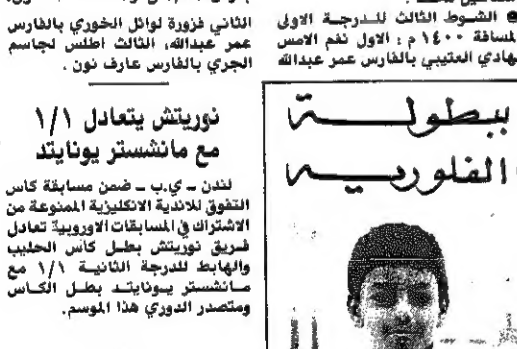 ● الشوط الثالث للدرجة الاولى
لمسافة ١٤٠٠ م : الاول نغم الامس
لهادي العتيبي بالفارس عمر عبدالله
الثاني فزورة لوائل الخوري بالفارس
عمر عبدالله، الثالث اطلس لجاسم
الجري بالفارس عارف نون .
نوريتش يتعادل ١/١
مع مانشستر يونايتد
لندن ـ ي.ب ـ ضمن مسابقة كاس
التفوق للاندية الانكليزية الممنوعة من
الاشتراك في المسابقات الاوروبية تعادل
فريق نوريتش بطل كاس الحليب
والهابط للدرجة الثانية ١/١ مع
مانشستر يونايتد بطل الكاس
ومتصدر الدوري هذا الموسم.
ببطولــة
الفلوريــه